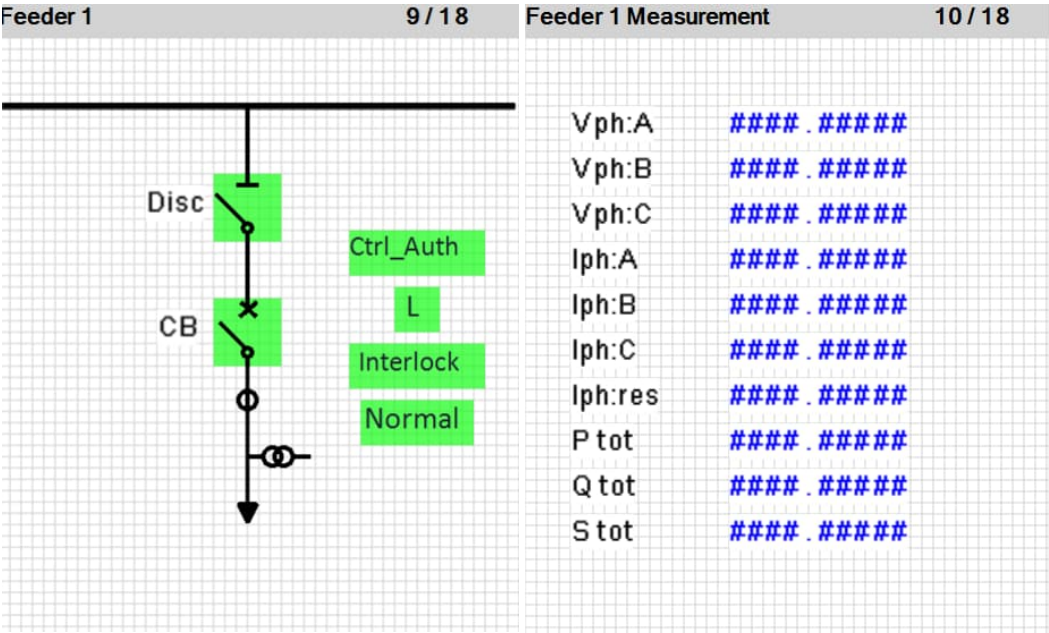 Feeder 1 9 / 18
Disc
Ctrl_Auth
L
CB
Interlock
Normal
Feeder 1 Measurement 10 / 18
Vph:A ####.#####
Vph:B ####.#####
Vph:C ####.#####
Iph:A ####.#####
Iph:B ####.#####
Iph:C ####.#####
Iph:res ####.#####
P tot ####.#####
Q tot ####.#####
S tot ####.#####